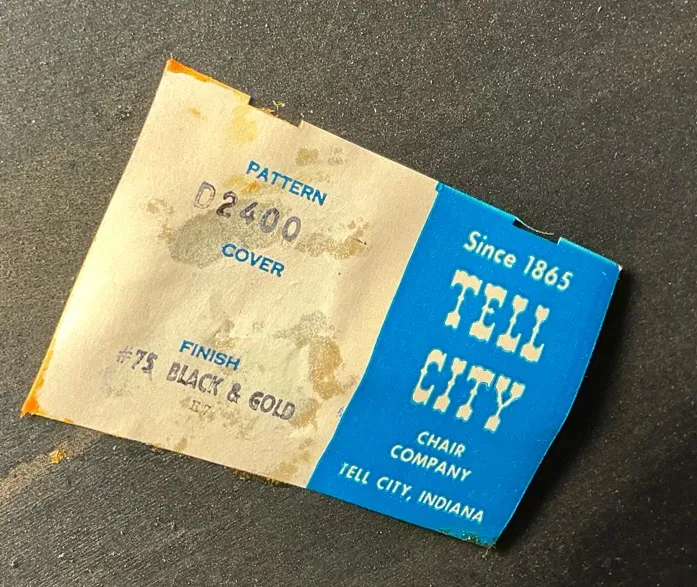 PATTERN
D2400
COVER
FINISH
#75 BLACK & GOLD
Since 1865
TELL
CITY
CHAIR
COMPANY
TELL CITY, INDIANA